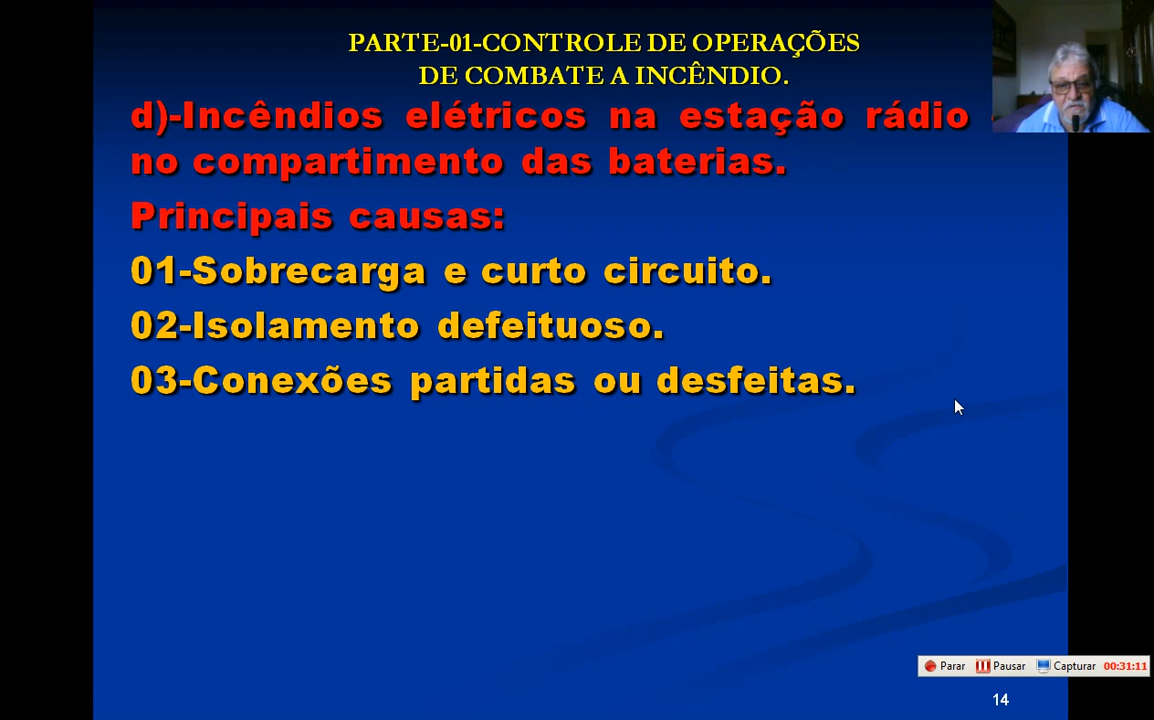 PARTE-01-CONTROLE DE OPERAÇÕES
DE COMBATE A INCÊNDIO.
d)-Incêndios elétricos na estação rádio
no compartimento das baterias.
Principais causas:
01-Sobrecarga e curto circuito.
02-Isolamento defeituoso.
03-Conexões partidas ou desfeitas.
Parar Pausar Capturar 00:31:11
14